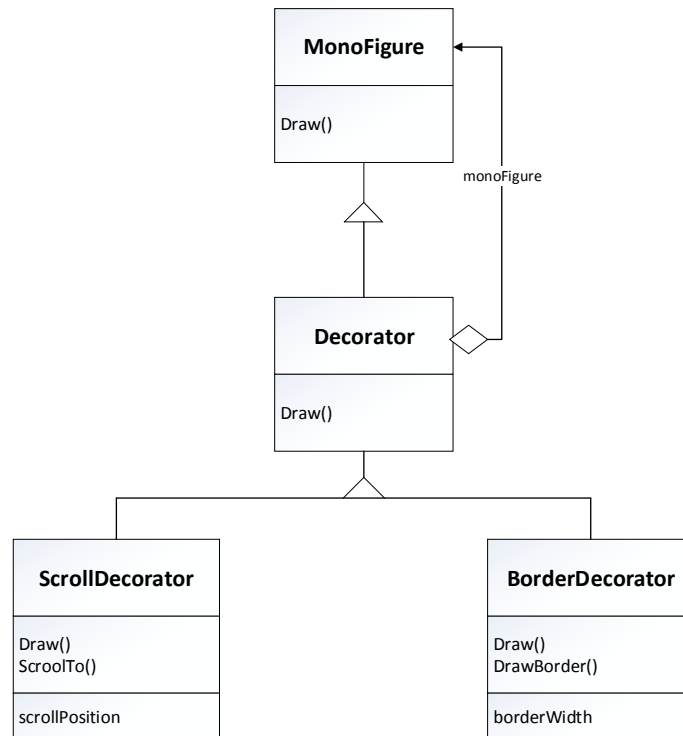 MonoFigure
Draw()
monoFigure
Decorator
Draw()
ScrollDecorator
Draw()
ScroolTo()
scrollPosition
BorderDecorator
Draw()
DrawBorder()
borderWidth